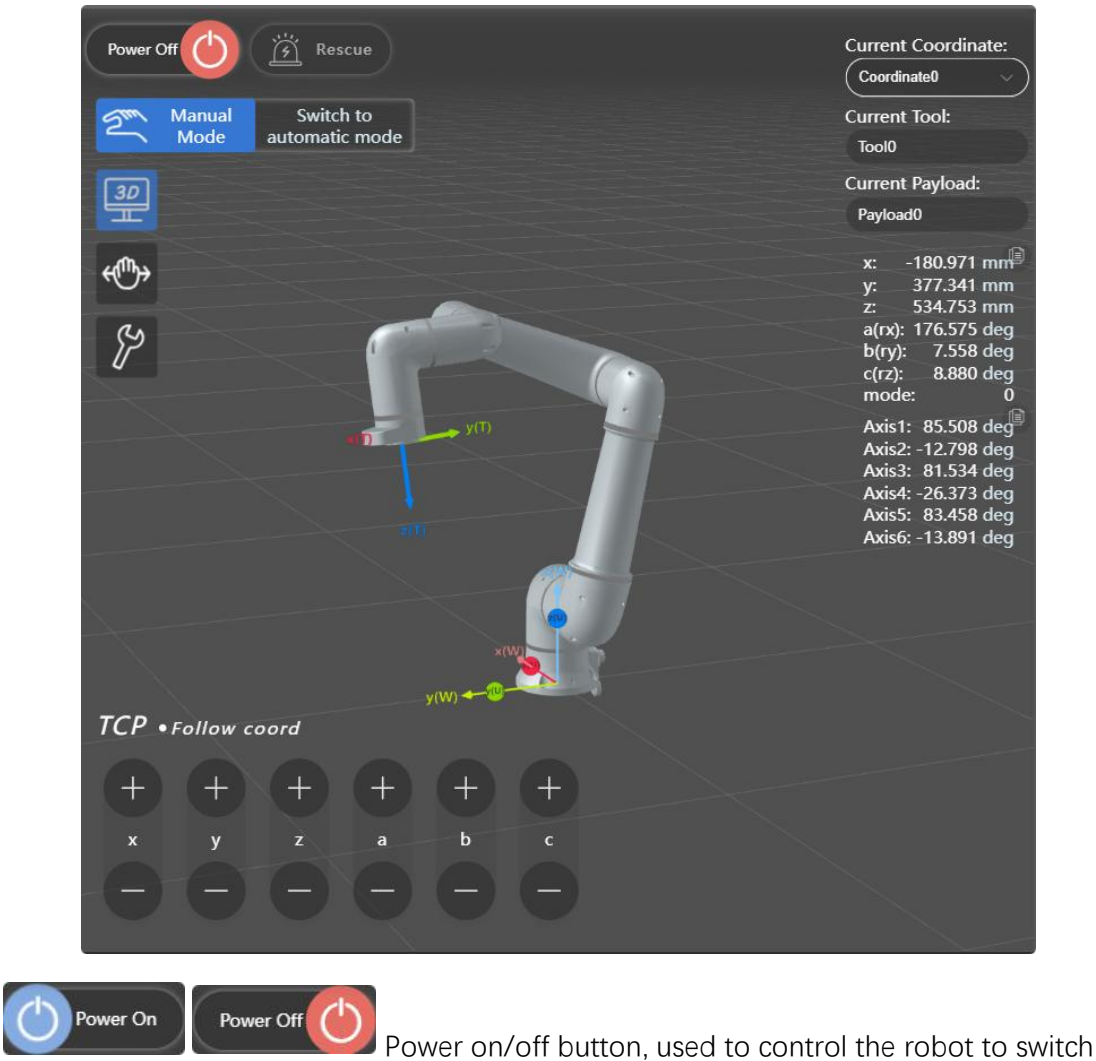 Power Off
Rescue
Current Coordinate:
Coordinate0
Manual Mode
Switch to automatic mode
Current Tool:
Tool0
3D
Current Payload:
Payload0
x: -180.971 mm
y: 377.341 mm
z: 534.753 mm
a(rx): 176.575 deg
b(ry): 7.558 deg
c(rz): 8.880 deg
mode: 0
Axis1: 85.508 deg
Axis2: -12.798 deg
Axis3: 81.534 deg
Axis4: -26.373 deg
Axis5: 83.458 deg
Axis6: -13.891 deg
x(T)
y(T)
z(T)
z(U)
x(W)
y(W)
TCP • Follow coord
+ + + + + +
x y z a b c
— — — — — —
Power On
Power Off
Power on/off button, used to control the robot to switch